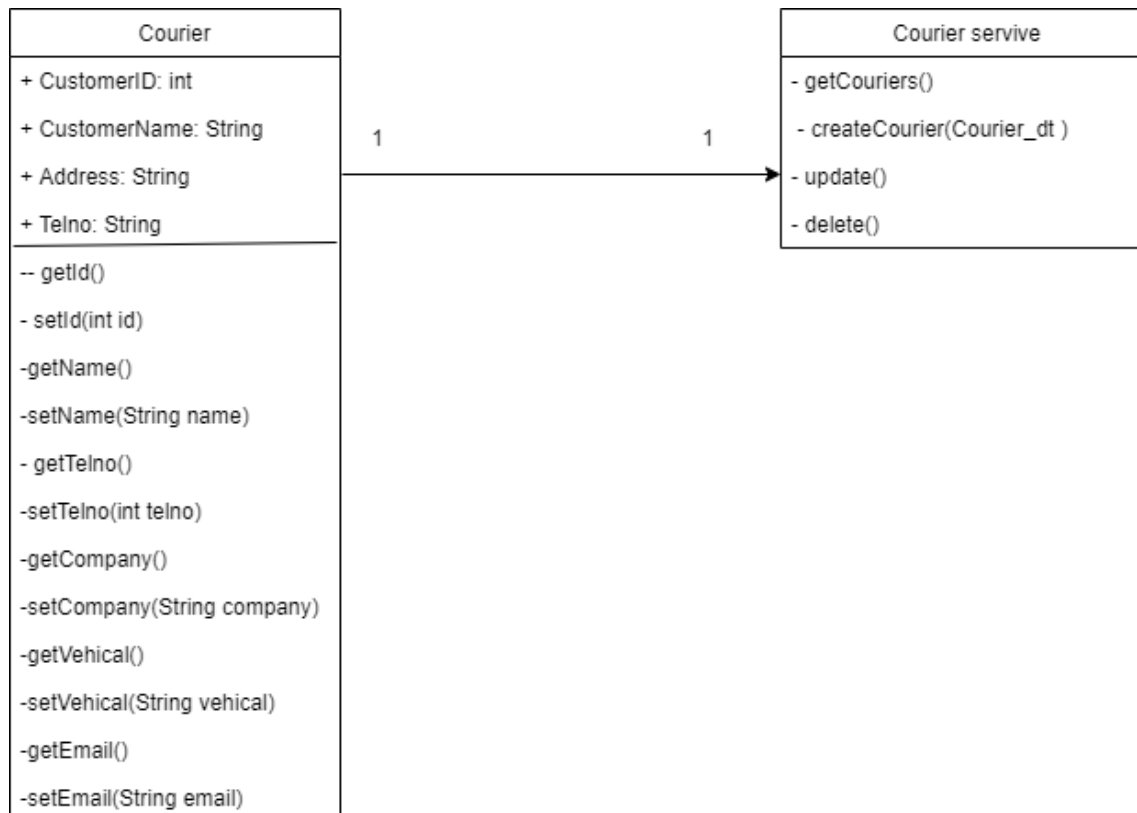 Courier
+ CustomerID: int
+ CustomerName: String
+ Address: String
+ Telno: String
-- getId()
- setId(int id)
-getName()
-setName(String name)
- getTelno()
-setTelno(int telno)
-getCompany()
-setCompany(String company)
-getVehical()
-setVehical(String vehical)
-getEmail()
-setEmail(String email)
1
1
Courier servive
- getCouriers()
- createCourier(Courier_dt )
- update()
- delete()